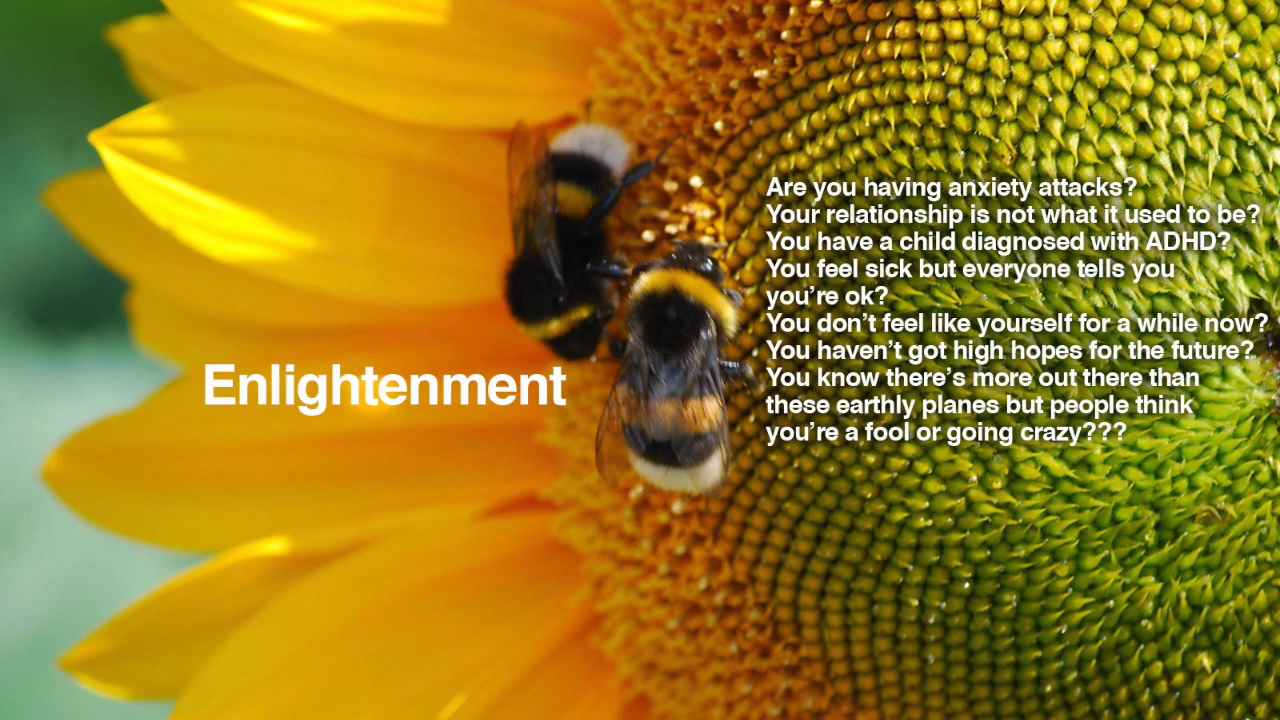 Enlightenment
Are you having anxiety attacks?
Your relationship is not what it used to be?
You have a child diagnosed with ADHD?
You feel sick but everyone tells you
you’re ok?
You don’t feel like yourself for a while now?
You haven’t got high hopes for the future?
You know there’s more out there than
these earthly planes but people think
you’re a fool or going crazy???